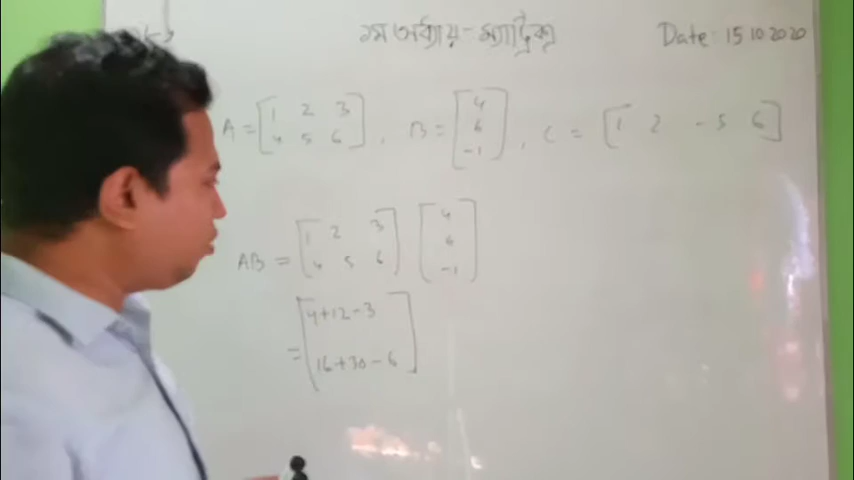 ১ম অধ্যায় - ম্যাট্রিক্স Date : 15 10 2020
A = [1 2 3
4 5 6], B = [4
6
-1], C = [1 2 -5 6]
AB = [1 2 3
4 5 6] [4
6
-1]
= [4+12-3
16+30-6]